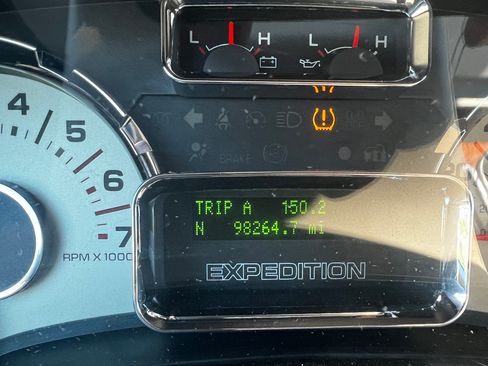 L H L H
4
5
BRAKE
6
7
RPM X 1000
TRIP A 150.2
N 98264.7 mi
EXPEDITION